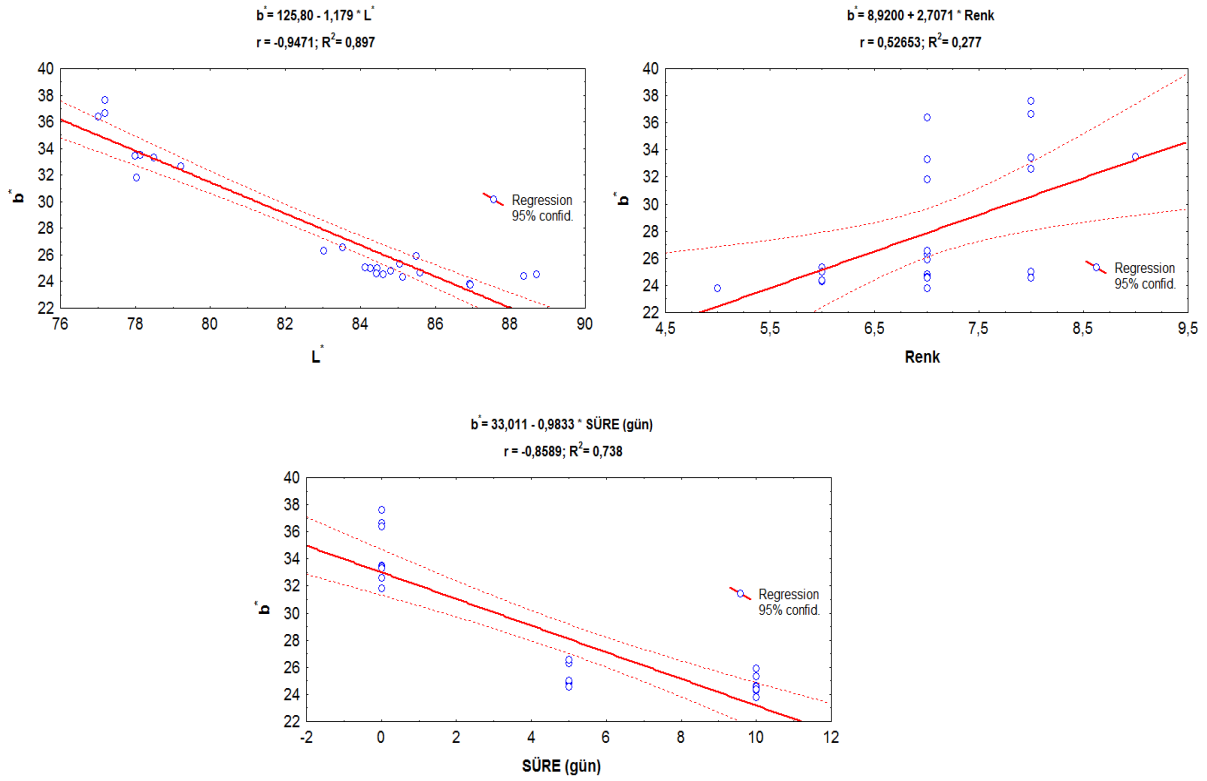 b* = 125,80 - 1,179 * L*
r = -0,9471; R2 = 0,897
40
38
36
34
32
30
28
26
24
22
b*
76 78 80 82 84 86 88 90
L*
Regression
95% confid.
b* = 8,9200 + 2,7071 * Renk
r = 0,52653; R2 = 0,277
40
38
36
34
32
30
28
26
24
22
b*
4,5 5,5 6,5 7,5 8,5 9,5
Renk
Regression
95% confid.
b* = 33,011 - 0,9833 * SÜRE (gün)
r = -0,8589; R2 = 0,738
40
38
36
34
32
30
28
26
24
22
b*
-2 0 2 4 6 8 10 12
SÜRE (gün)
Regression
95% confid.